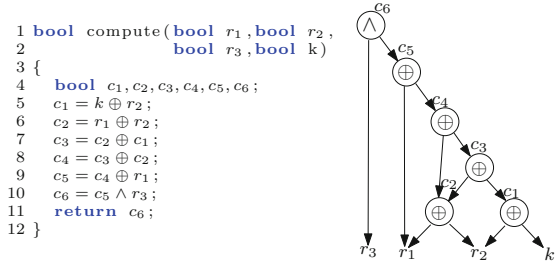 1 bool compute(bool r₁,bool r₂,
2 bool r₃,bool k)
3 {
4 bool c₁,c₂,c₃,c₄,c₅,c₆;
5 c₁ = k ⊕ r₂;
6 c₂ = r₁ ⊕ r₂;
7 c₃ = c₂ ⊕ c₁;
8 c₄ = c₃ ⊕ c₂;
9 c₅ = c₄ ⊕ r₁;
10 c₆ = c₅ ∧ r₃;
11 return c₆;
12 }
c₆
∧
c₅
⊕
c₄
⊕
c₃
⊕
c₂ c₁
⊕ ⊕
r₃ r₁ r₂ k